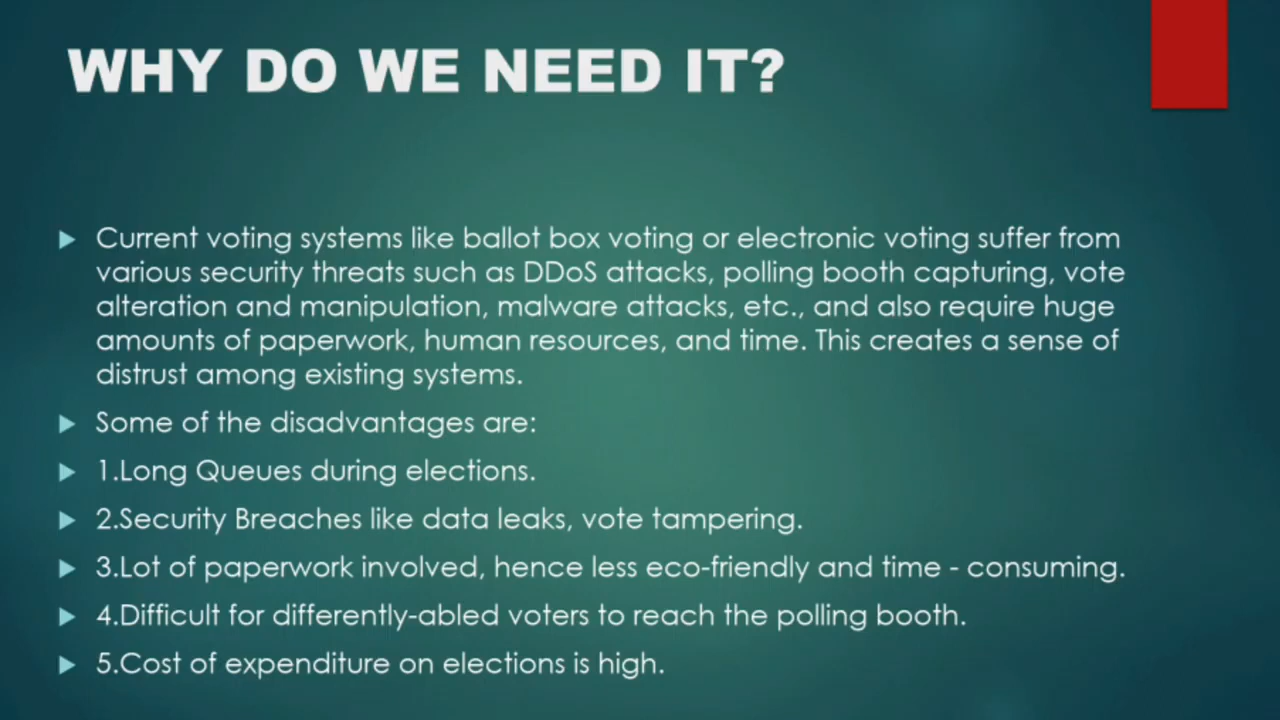 WHY DO WE NEED IT?
Current voting systems like ballot box voting or electronic voting suffer from
various security threats such as DDoS attacks, polling booth capturing, vote
alteration and manipulation, malware attacks, etc., and also require huge
amounts of paperwork, human resources, and time. This creates a sense of
distrust among existing systems.
Some of the disadvantages are:
1.Long Queues during elections.
2.Security Breaches like data leaks, vote tampering.
3.Lot of paperwork involved, hence less eco-friendly and time - consuming.
4.Difficult for differently-abled voters to reach the polling booth.
5.Cost of expenditure on elections is high.